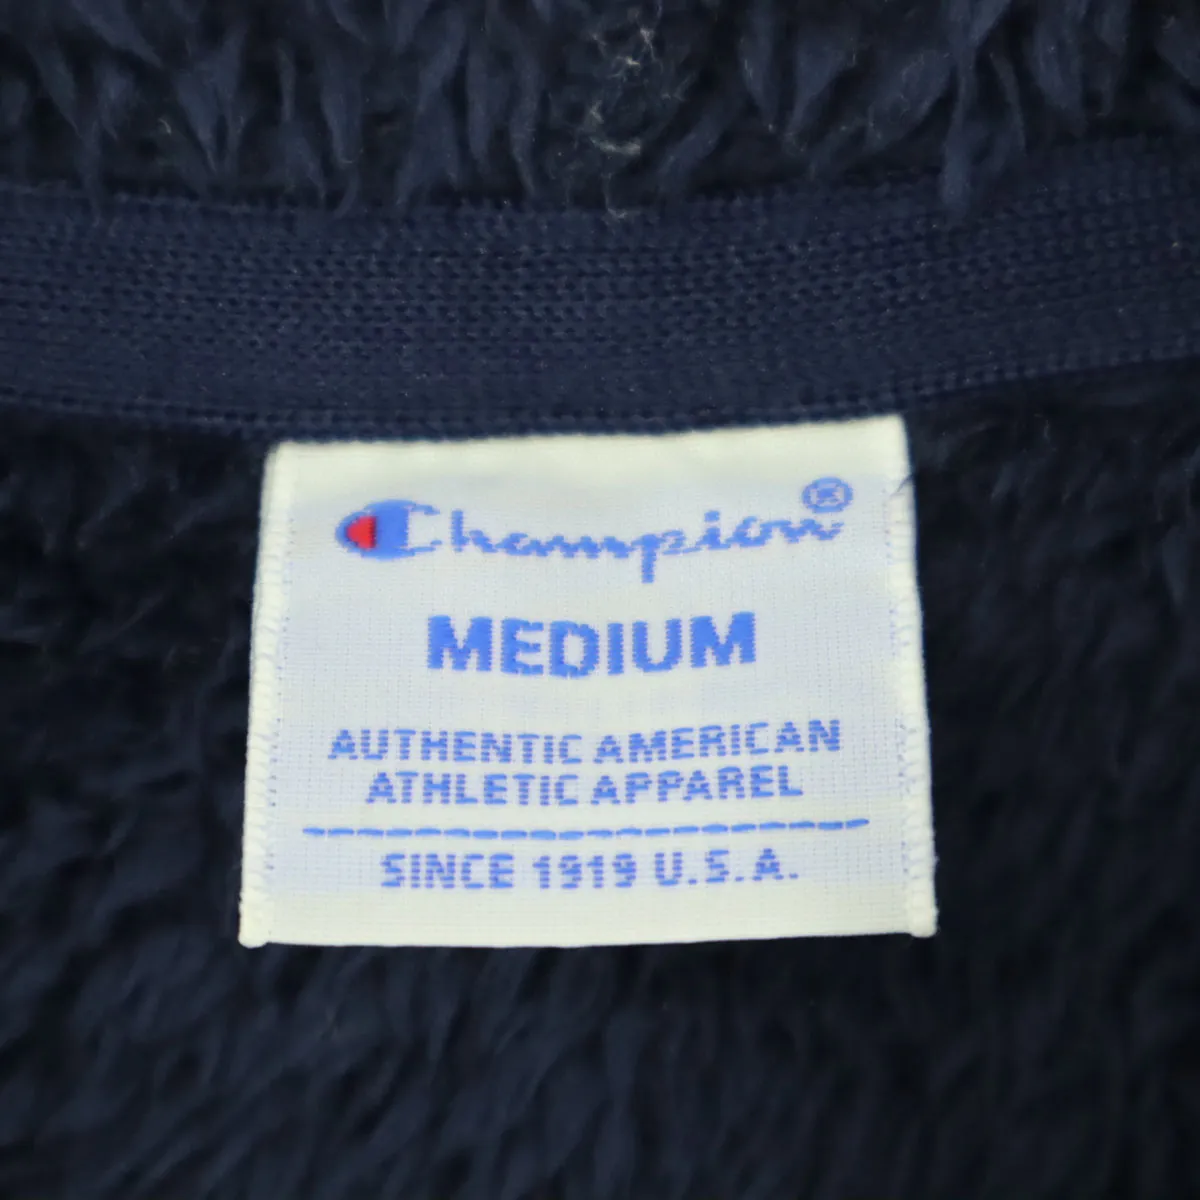 Champion®
MEDIUM
AUTHENTIC AMERICAN
ATHLETIC APPAREL
SINCE 1919 U.S.A.